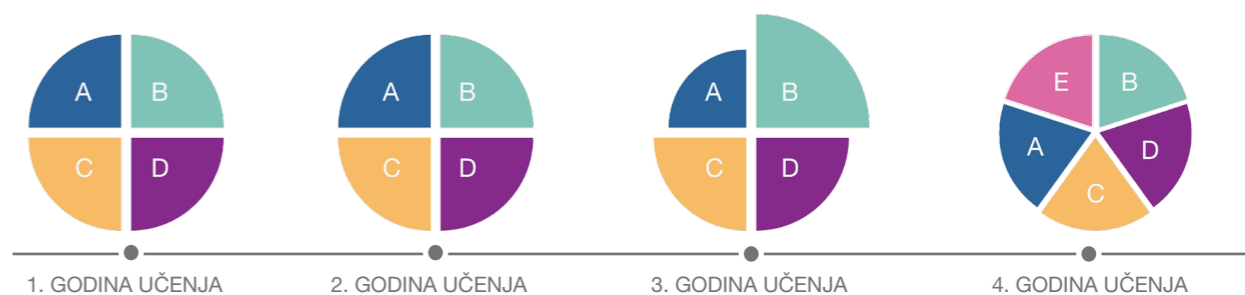 A B
C D
A B
C D
A B
C D
E B
A D
C
1. GODINA UČENJA
2. GODINA UČENJA
3. GODINA UČENJA
4. GODINA UČENJA